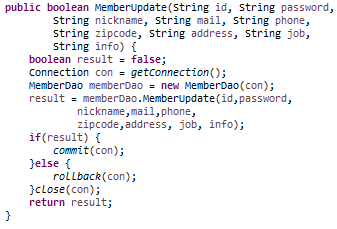 public boolean MemberUpdate(String id, String password,
        String nickname, String mail, String phone,
        String zipcode, String address, String job,
        String info) {
    boolean result = false;
    Connection con = getConnection();
    MemberDao memberDao = new MemberDao(con);
    result = memberDao.MemberUpdate(id,password,
            nickname,mail,phone,
            zipcode,address, job, info);
    if(result) {
        commit(con);
    }else {
        rollback(con);
    }close(con);
    return result;
}